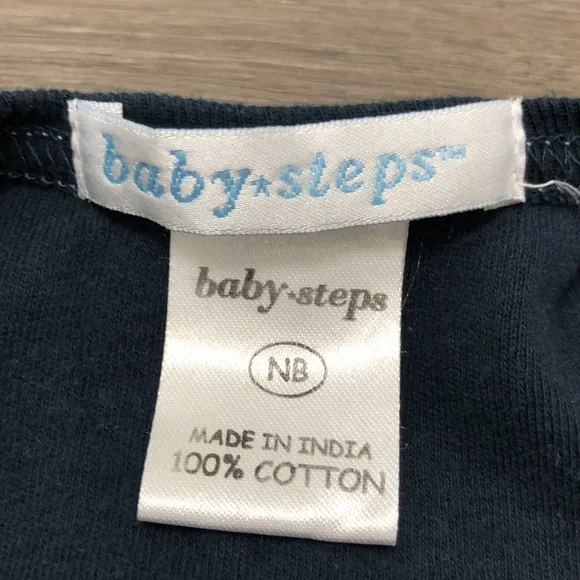 baby★steps™
baby★steps
NB
MADE IN INDIA
100% COTTON